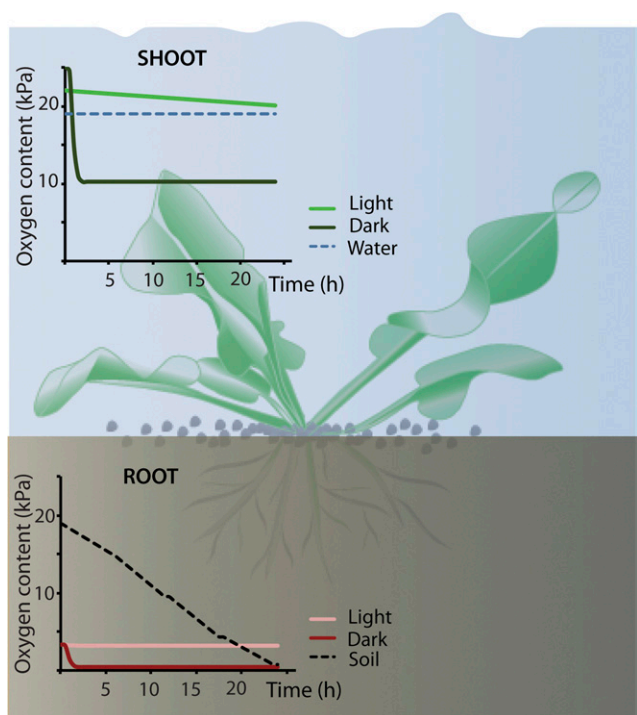 SHOOT
Oxygen content (kPa)
20
10
5 10 15 20 Time (h)
Light
Dark
Water
ROOT
Oxygen content (kPa)
20
10
5 10 15 20 Time (h)
Light
Dark
Soil